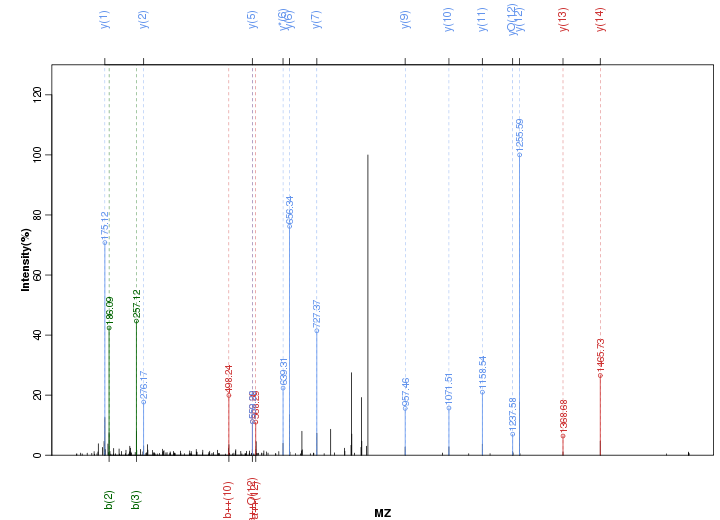 y(1)
y(2)
y(5)
y(6)
y(7)
y(9)
y(10)
y(11)
y(12)
y(13)
y(14)
Intensity(%)
0
20
40
60
80
100
120
175.12
186.09
257.12
276.17
498.24
639.31
656.34
727.37
957.46
1071.51
1158.54
1237.58
1255.59
1368.68
1465.73
b(2)
b(3)
b++(10)
MZ